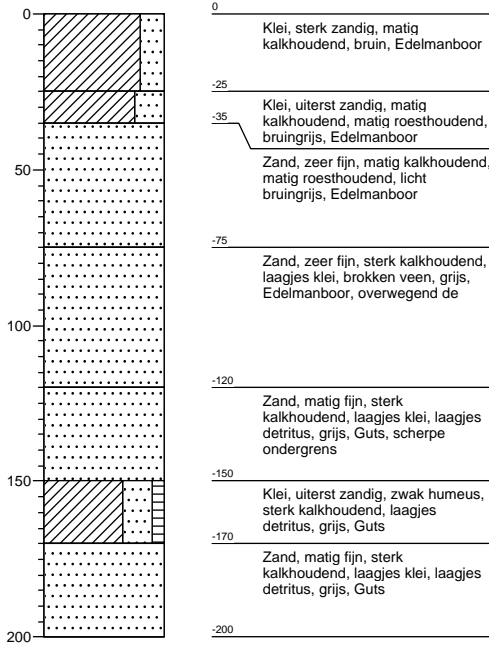 0
50
100
150
200
0
Klei, sterk zandig, matig
kalkhoudend, bruin, Edelmanboor
-25
Klei, uiterst zandig, matig
kalkhoudend, matig roesthoudend,
bruingrijs, Edelmanboor
-35
Zand, zeer fijn, matig kalkhoudend,
matig roesthoudend, licht
bruingrijs, Edelmanboor
-75
Zand, zeer fijn, sterk kalkhoudend,
laagjes klei, brokken veen, grijs,
Edelmanboor, overwegend de
-120
Zand, matig fijn, sterk
kalkhoudend, laagjes klei, laagjes
detritus, grijs, Guts, scherpe
ondergrens
-150
Klei, uiterst zandig, zwak humeus,
sterk kalkhoudend, laagjes
detritus, grijs, Guts
-170
Zand, matig fijn, sterk
kalkhoudend, laagjes klei, laagjes
detritus, grijs, Guts
-200